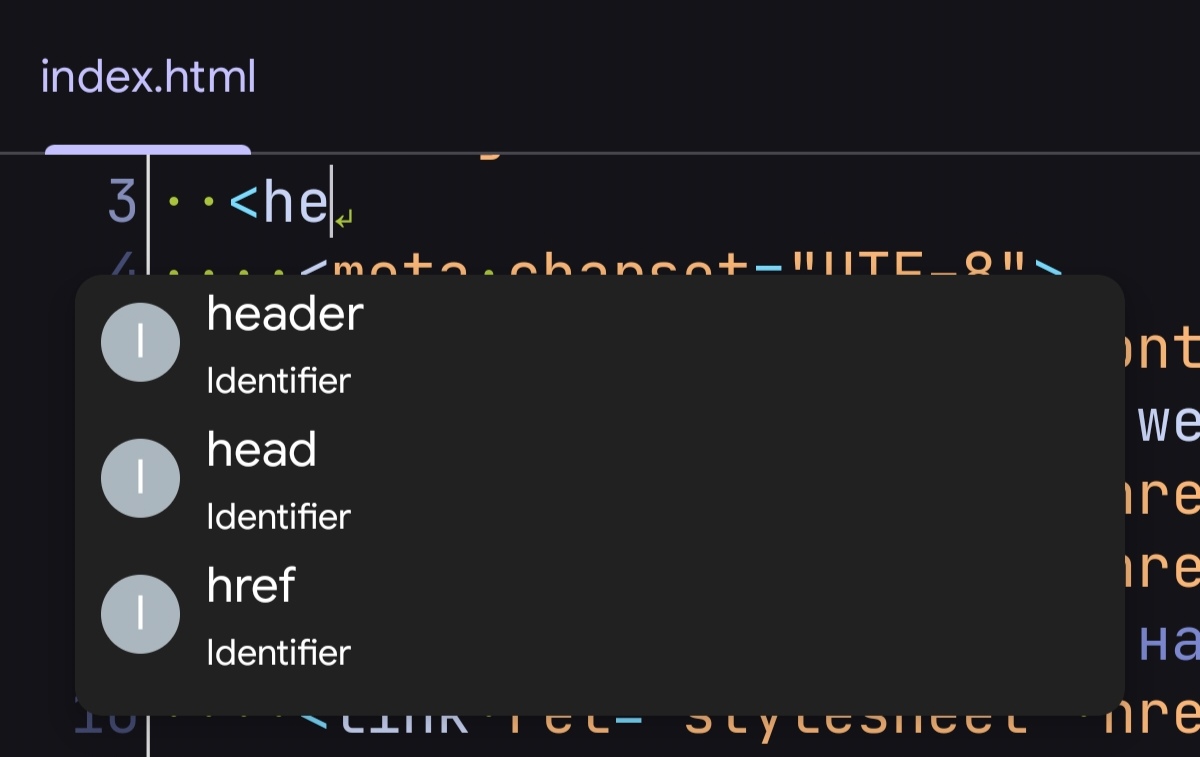 index.html
3 ··<he↵
4 ····<meta·charset="UTF-8">
header
Identifier
ont
head
we
Identifier
hre
href
hre
Identifier
на
10 ····<link·rel="stylesheet"·hre